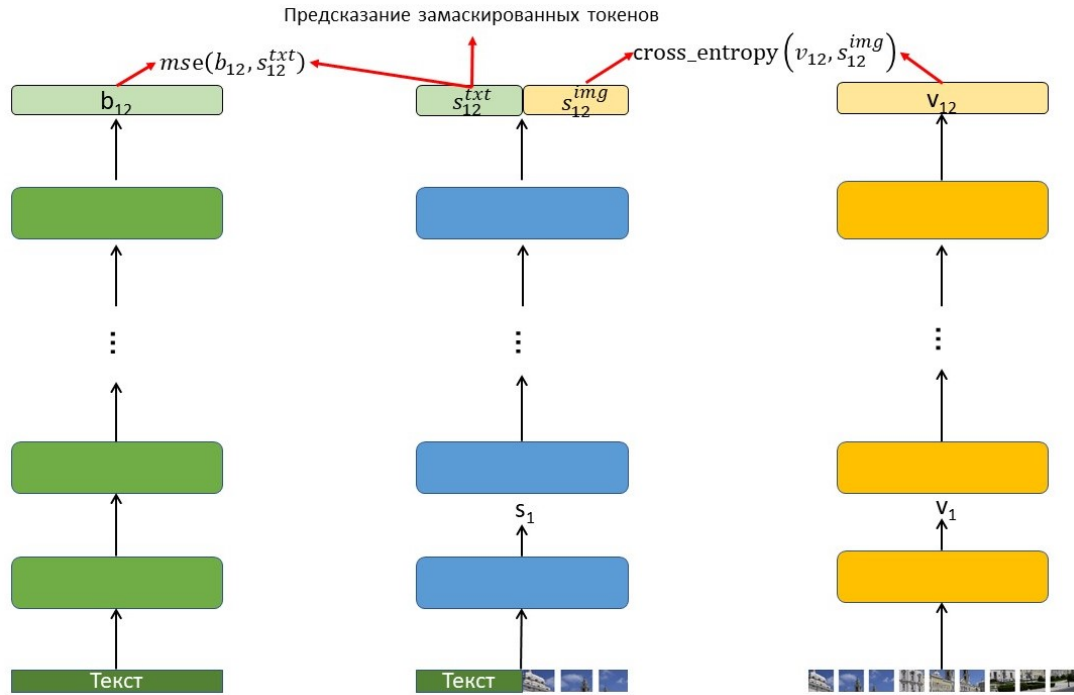 Предсказание замаскированных токенов
mse(b₁₂, s₁₂ᵗˣᵗ)
cross_entropy (v₁₂, s₁₂ⁱᵐᵍ)
b₁₂
s₁₂ᵗˣᵗ
s₁₂ⁱᵐᵍ
v₁₂
...
...
...
s₁
v₁
Текст
Текст